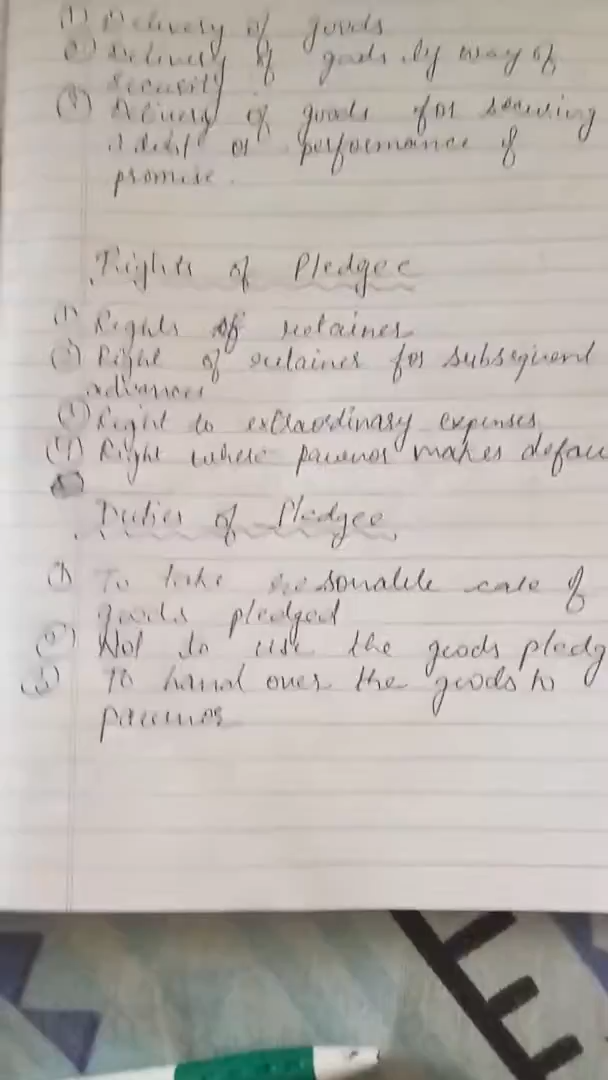 (1) Delivery of goods
(2) Delivery of goods by way of
security
(3) Delivery of goods for securing
a debt or performance of
promise.
Rights of Pledgee
(1) Rights of retainer
(2) Right of retainer for subsequent
advances
(3) Right to extraordinary expenses
(4) Right where pawnor makes defau
Duties of Pledgee
(1) To take reasonable care of
goods pledged
(2) Not to use the goods pledg
(3) To hand over the goods to
pawnor